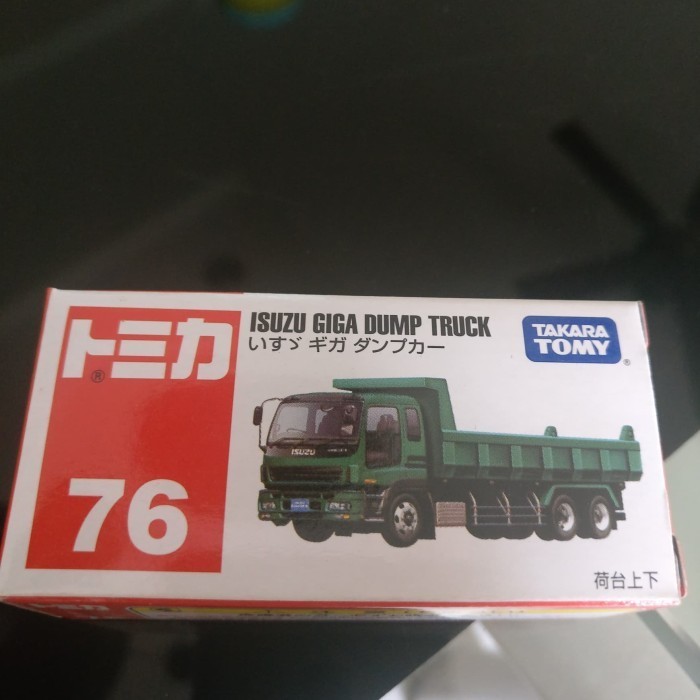 トミカ®
76
ISUZU GIGA DUMP TRUCK
いすゞ ギガ ダンプカー
TAKARA
TOMY®
ISUZU
荷台上下